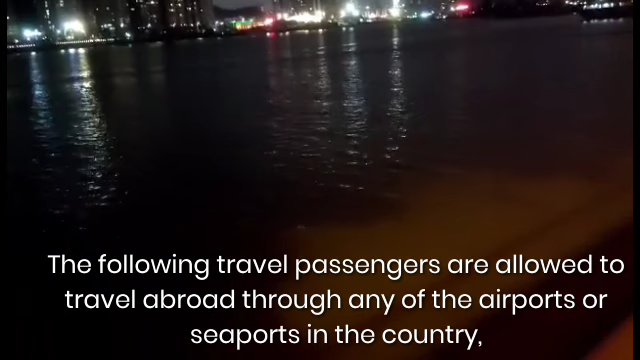 The following travel passengers are allowed to
travel abroad through any of the airports or
seaports in the country,